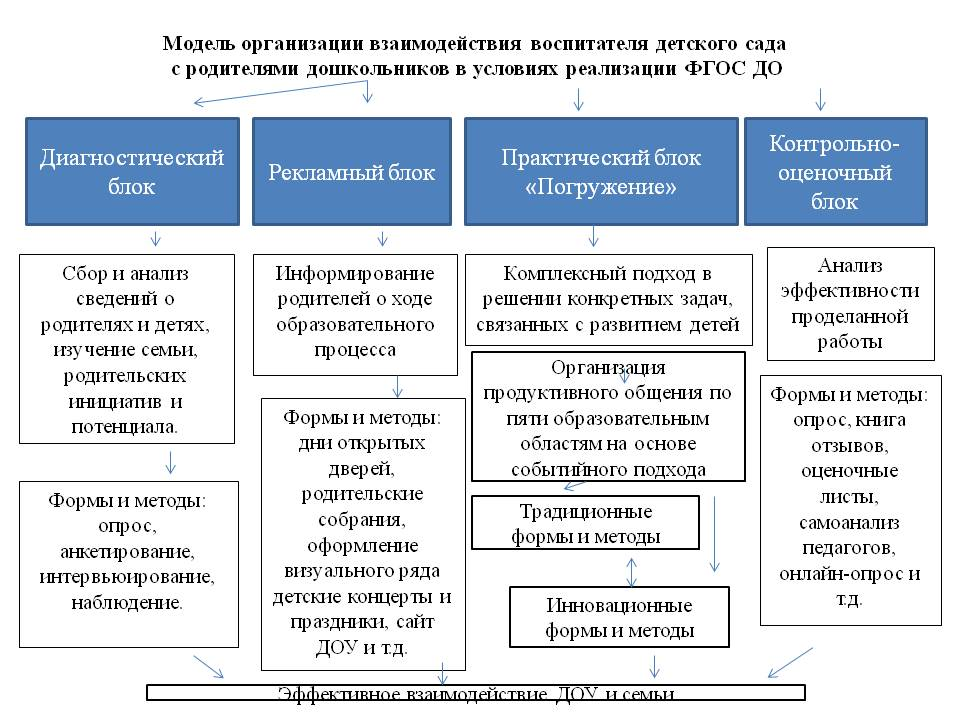 Модель организации взаимодействия воспитателя детского сада
с родителями дошкольников в условиях реализации ФГОС ДО
Диагностический
блок
Рекламный блок
Практический блок
«Погружение»
Контрольно-
оценочный
блок
Сбор и анализ
сведений о
родителях и детях,
изучение семьи,
родительских
инициатив и
потенциала.
Формы и методы:
опрос,
анкетирование,
интервьюирование,
наблюдение.
Информирование
родителей о ходе
образовательного
процесса
Формы и методы:
дни открытых
дверей,
родительские
собрания,
оформление
визуального ряда
детские концерты и
праздники, сайт
ДОУ и т.д.
Комплексный подход в
решении конкретных задач,
связанных с развитием детей
Организация
продуктивного общения по
пяти образовательным
областям на основе
событийного подхода
Традиционные
формы и методы
Инновационные
формы и методы
Анализ
эффективности
проделанной
работы
Формы и методы:
опрос, книга
отзывов,
оценочные
листы,
самоанализ
педагогов,
онлайн-опрос и
т.д.
Эффективное взаимодействие ДОУ и семьи